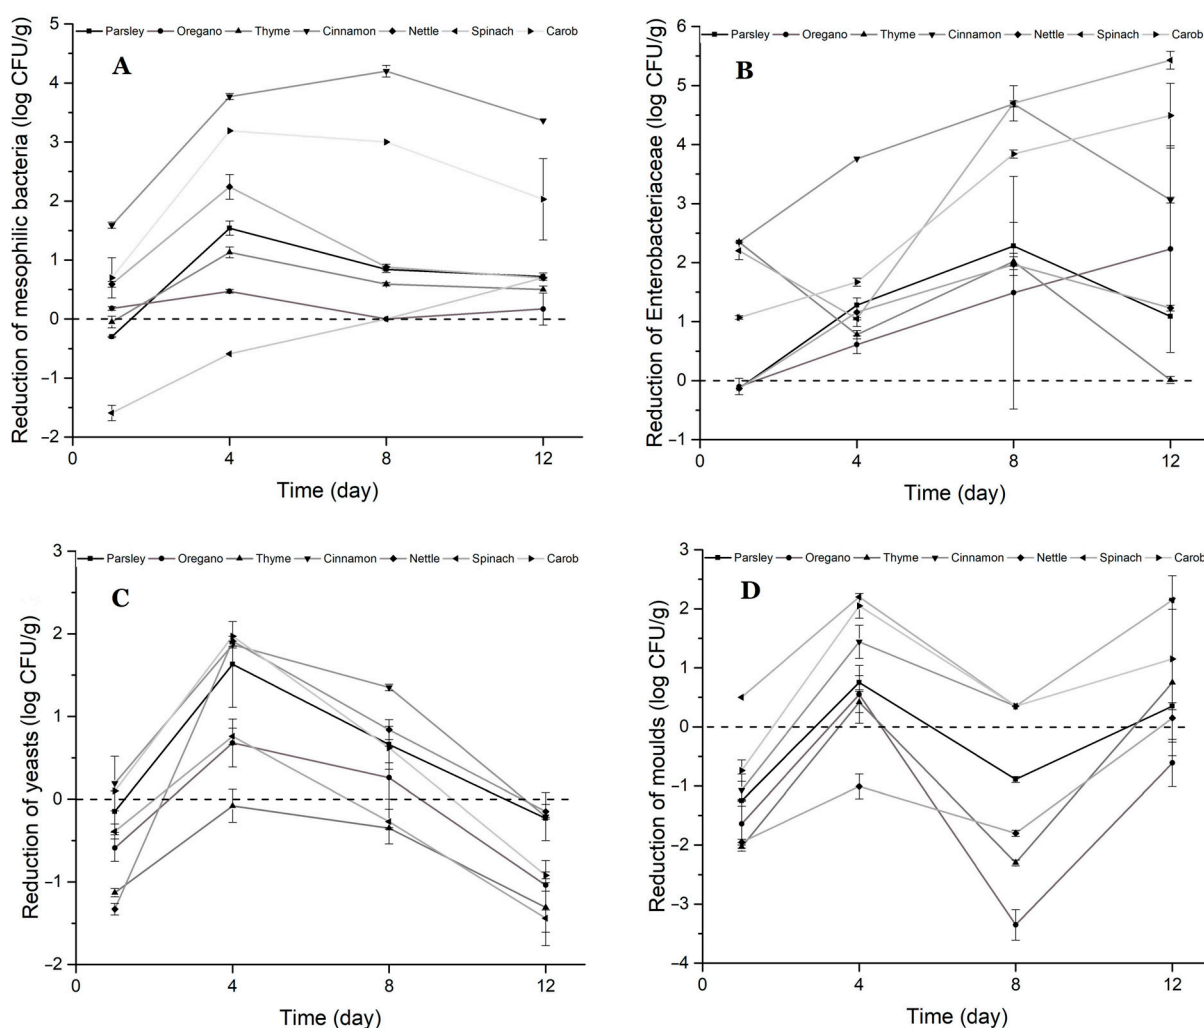 Parsley Oregano Thyme Cinnamon Nettle Spinach Carob
A
Reduction of mesophilic bacteria (log CFU/g)
5
4
3
2
1
0
−1
−2
0 4 8 12
Time (day)
Parsley Oregano Thyme Cinnamon Nettle Spinach Carob
B
Reduction of Enterobacteriaceae (log CFU/g)
6
5
4
3
2
1
0
−1
0 4 8 12
Time (day)
Parsley Oregano Thyme Cinnamon Nettle Spinach Carob
C
Reduction of yeasts (log CFU/g)
3
2
1
0
−1
−2
0 4 8 12
Time (day)
Parsley Oregano Thyme Cinnamon Nettle Spinach Carob
D
Reduction of moulds (log CFU/g)
3
2
1
0
−1
−2
−3
−4
0 4 8 12
Time (day)